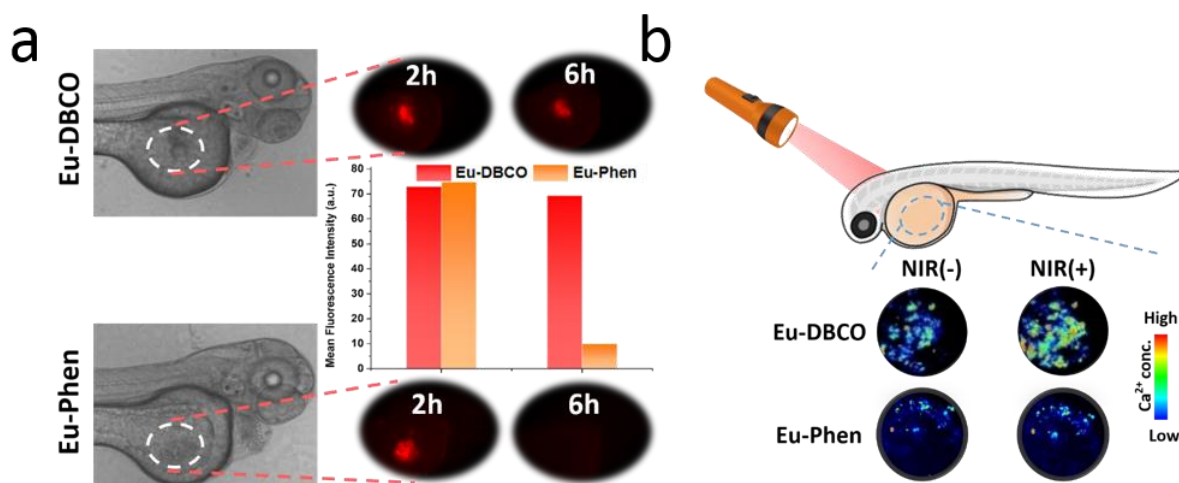 a
Eu-DBCO
2h
6h
80
70
60
50
40
30
20
10
0
Mean Fluorescence Intensity (a.u.)
Eu-DBCO
Eu-Phen
Eu-Phen
2h
6h
b
NIR(-)
NIR(+)
Eu-DBCO
Eu-Phen
High
Ca²⁺ conc.
Low